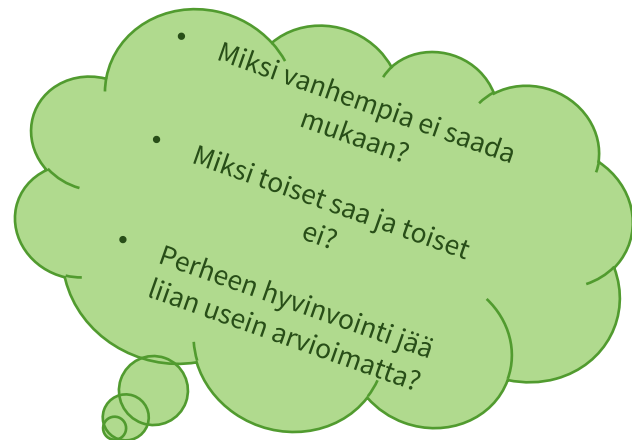 • Miksi vanhempia ei saada
mukaan?
• Miksi toiset saa ja toiset
ei?
• Perheen hyvinvointi jää
liian usein arvioimatta?